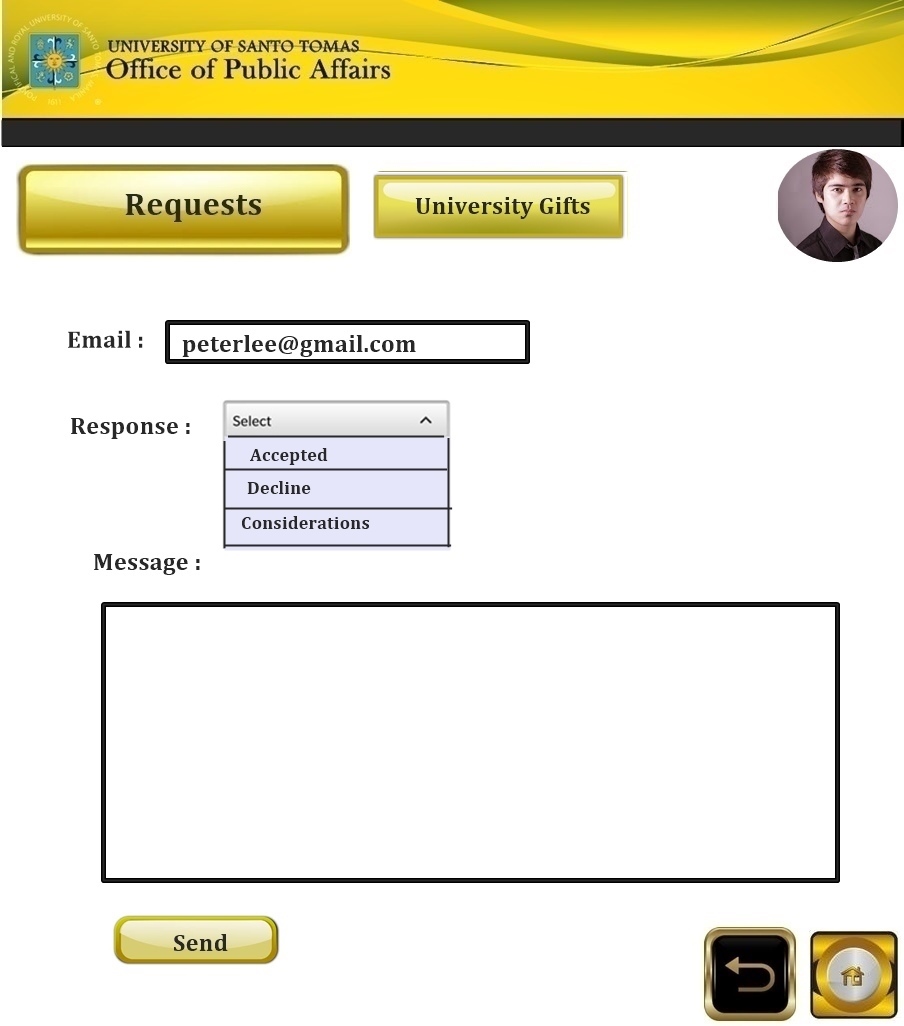 UNIVERSITY OF SANTO TOMAS
Office of Public Affairs
Requests
University Gifts
Email :
peterlee@gmail.com
Response :
Select
Accepted
Decline
Considerations
Message :
Send